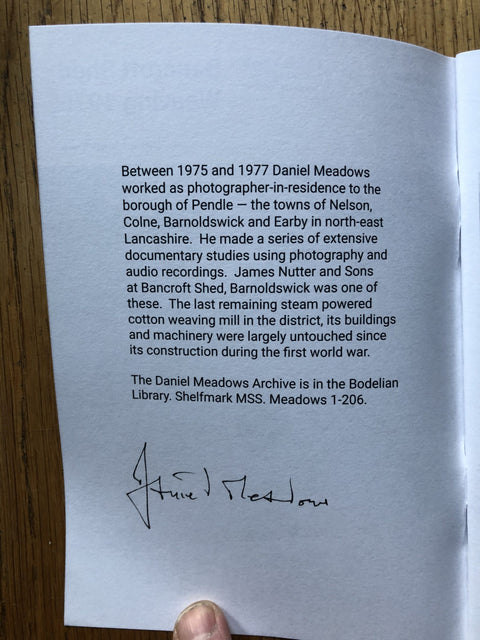 Between 1975 and 1977 Daniel Meadows
worked as photographer-in-residence to the
borough of Pendle — the towns of Nelson,
Colne, Barnoldswick and Earby in north-east
Lancashire.  He made a series of extensive
documentary studies using photography and
audio recordings.  James Nutter and Sons
at Bancroft Shed, Barnoldswick was one of
these.  The last remaining steam powered
cotton weaving mill in the district, its buildings
and machinery were largely untouched since
its construction during the first world war.
The Daniel Meadows Archive is in the Bodelian
Library. Shelfmark MSS. Meadows 1-206.
Daniel Meadows